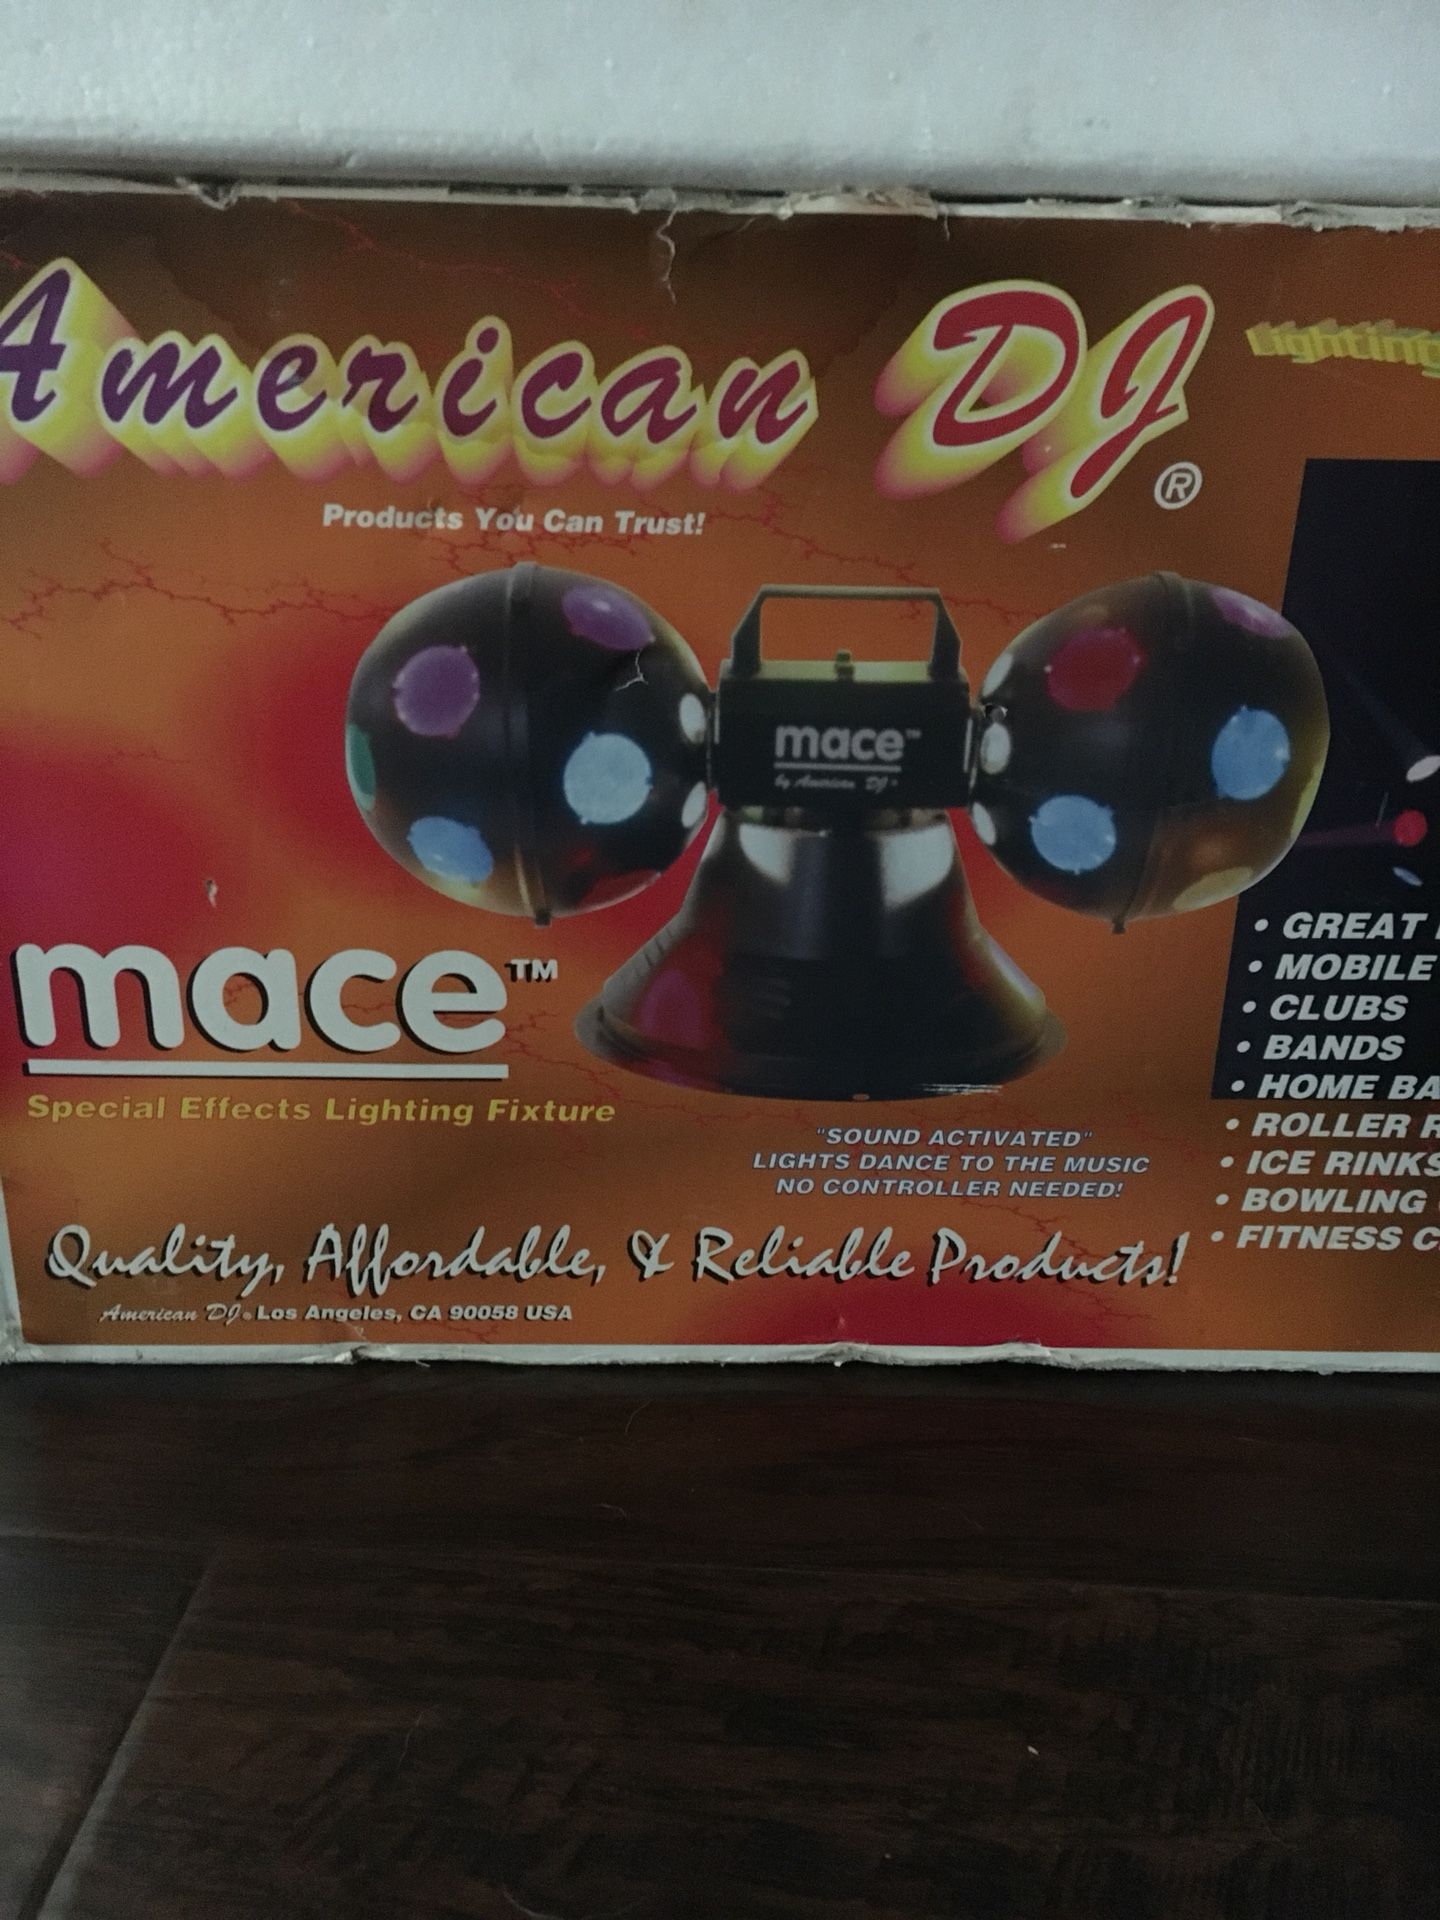 American DJ®
Lighting
Products You Can Trust!
mace™
by American DJ®
mace™
Special Effects Lighting Fixture
"SOUND ACTIVATED"
LIGHTS DANCE TO THE MUSIC
NO CONTROLLER NEEDED!
• GREAT
• MOBILE
• CLUBS
• BANDS
• HOME BA
• ROLLER R
• ICE RINKS
• BOWLING
• FITNESS C
Quality, Affordable, & Reliable Products!
American DJ® Los Angeles, CA 90058 USA